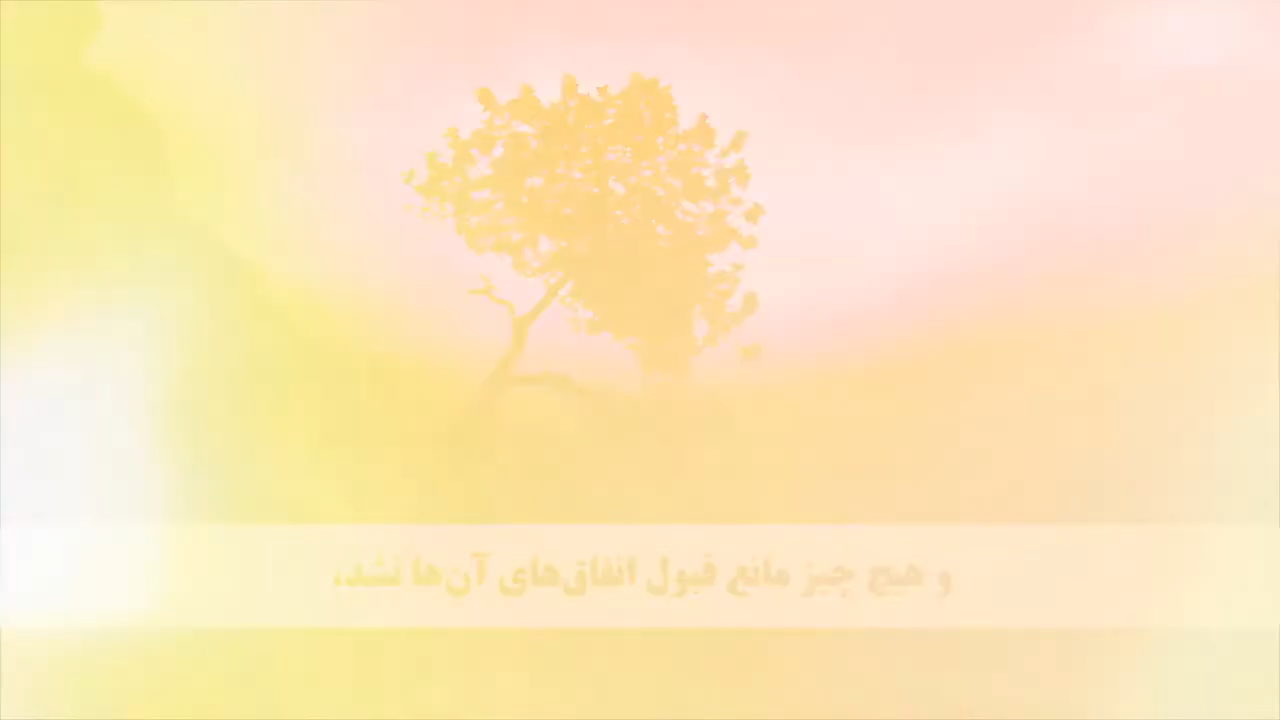 و هیچ چیز مانع قبول انفاق‌های آن‌ها نشد،